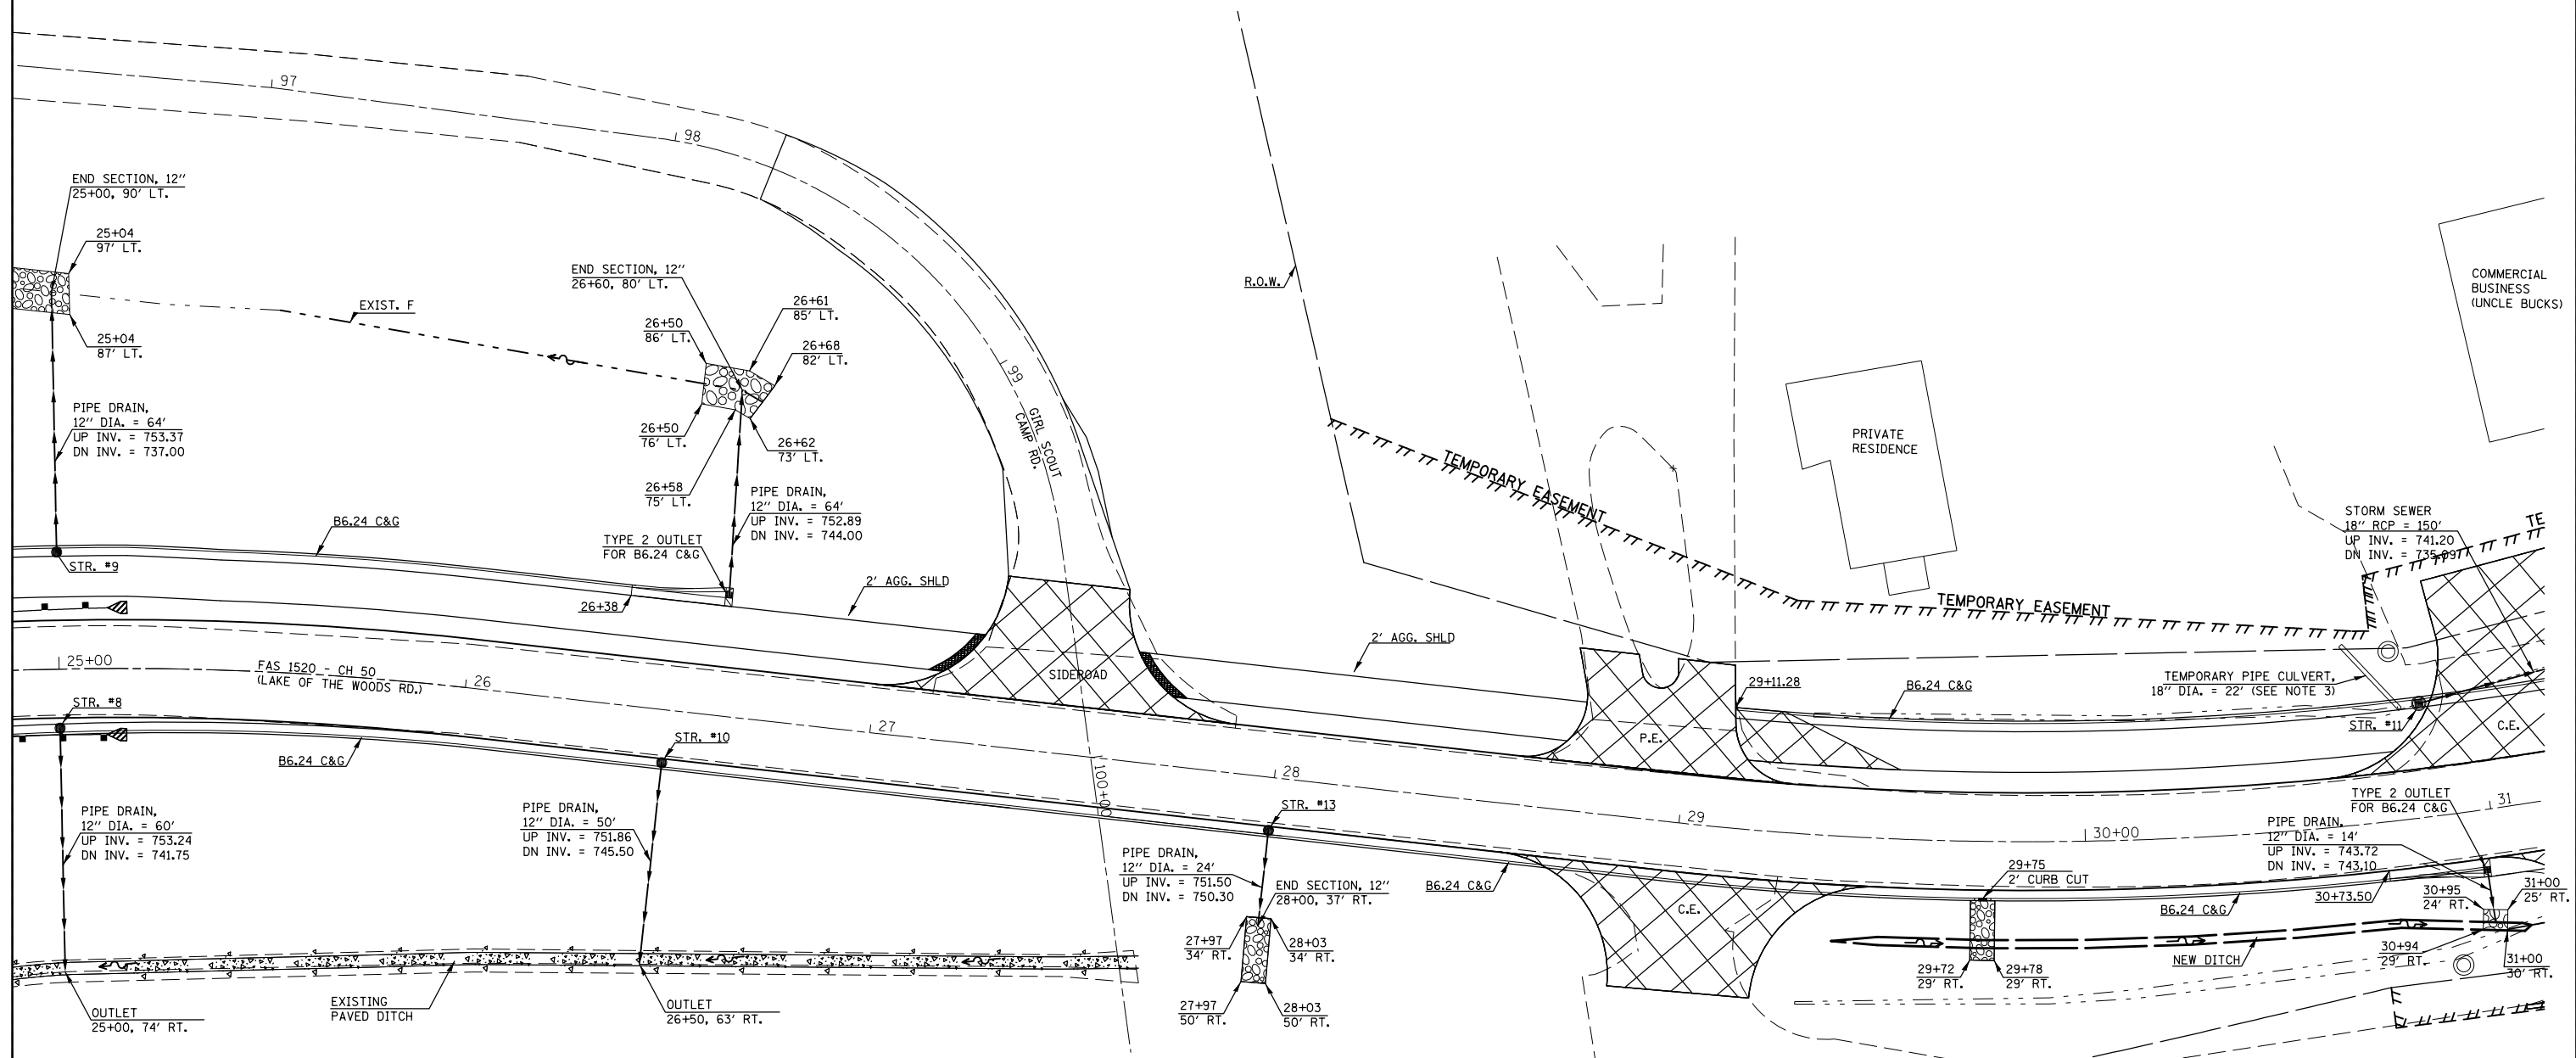 97
98
END SECTION, 12"
25+00, 90' LT.
25+04
97' LT.
EXIST. F
25+04
87' LT.
END SECTION, 12"
26+60, 80' LT.
26+61
85' LT.
26+50
86' LT.
26+68
82' LT.
26+50
76' LT.
26+62
73' LT.
26+58
75' LT.
PIPE DRAIN,
12" DIA. = 64'
UP INV. = 753.37
DN INV. = 737.00
PIPE DRAIN,
12" DIA. = 64'
UP INV. = 752.89
DN INV. = 744.00
99
GIRL SCOUT
CAMP RD.
R.O.W.
TEMPORARY EASEMENT
PRIVATE
RESIDENCE
COMMERCIAL
BUSINESS
(UNCLE BUCKS)
STORM SEWER
18" RCP = 150'
UP INV. = 741.20
DN INV. = 735.09
TE
TEMPORARY EASEMENT
B6.24 C&G
TYPE 2 OUTLET
FOR B6.24 C&G
STR. #9
26+38
2' AGG. SHLD
2' AGG. SHLD
SIDEROAD
25+00
FAS 1520 - CH 50
(LAKE OF THE WOODS RD.)
26
27
28
29
30+00
31
100+00
29+11.28
B6.24 C&G
TEMPORARY PIPE CULVERT,
18" DIA. = 22' (SEE NOTE 3)
STR. #11
C.E.
P.E.
STR. #8
B6.24 C&G
STR. #10
STR. #13
PIPE DRAIN,
12" DIA. = 60'
UP INV. = 753.24
DN INV. = 741.75
PIPE DRAIN,
12" DIA. = 50'
UP INV. = 751.86
DN INV. = 745.50
PIPE DRAIN,
12" DIA. = 24'
UP INV. = 751.50
DN INV. = 750.30
END SECTION, 12"
28+00, 37' RT.
27+97
34' RT.
28+03
34' RT.
27+97
50' RT.
28+03
50' RT.
B6.24 C&G
C.E.
29+75
2' CURB CUT
29+72
29' RT.
29+78
29' RT.
TYPE 2 OUTLET
FOR B6.24 C&G
PIPE DRAIN,
12" DIA. = 14'
UP INV. = 743.72
DN INV. = 743.10
30+73.50
B6.24 C&G
NEW DITCH
30+95
24' RT.
31+00
25' RT.
30+94
29' RT.
31+00
30' RT.
OUTLET
25+00, 74' RT.
EXISTING
PAVED DITCH
OUTLET
26+50, 63' RT.